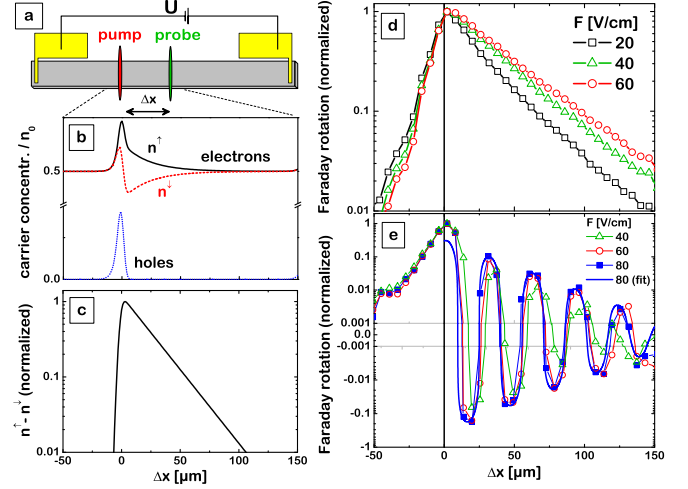 a
U
pump
probe
Δx
b
carrier concentr. / n0
0.5
0.0
n↑
electrons
n↓
holes
c
n↑ - n↓ (normalized)
1
0.1
0.01
-50
0
50
100
150
Δx [µm]
d
Faraday rotation (normalized)
1
0.1
0.01
F [V/cm]
20
40
60
e
Faraday rotation (normalized)
1
0.1
0.01
0.001
0.0
-0.001
-0.01
-0.1
-1
F [V/cm]
40
60
80
80 (fit)
-50
0
50
100
150
Δx [µm]